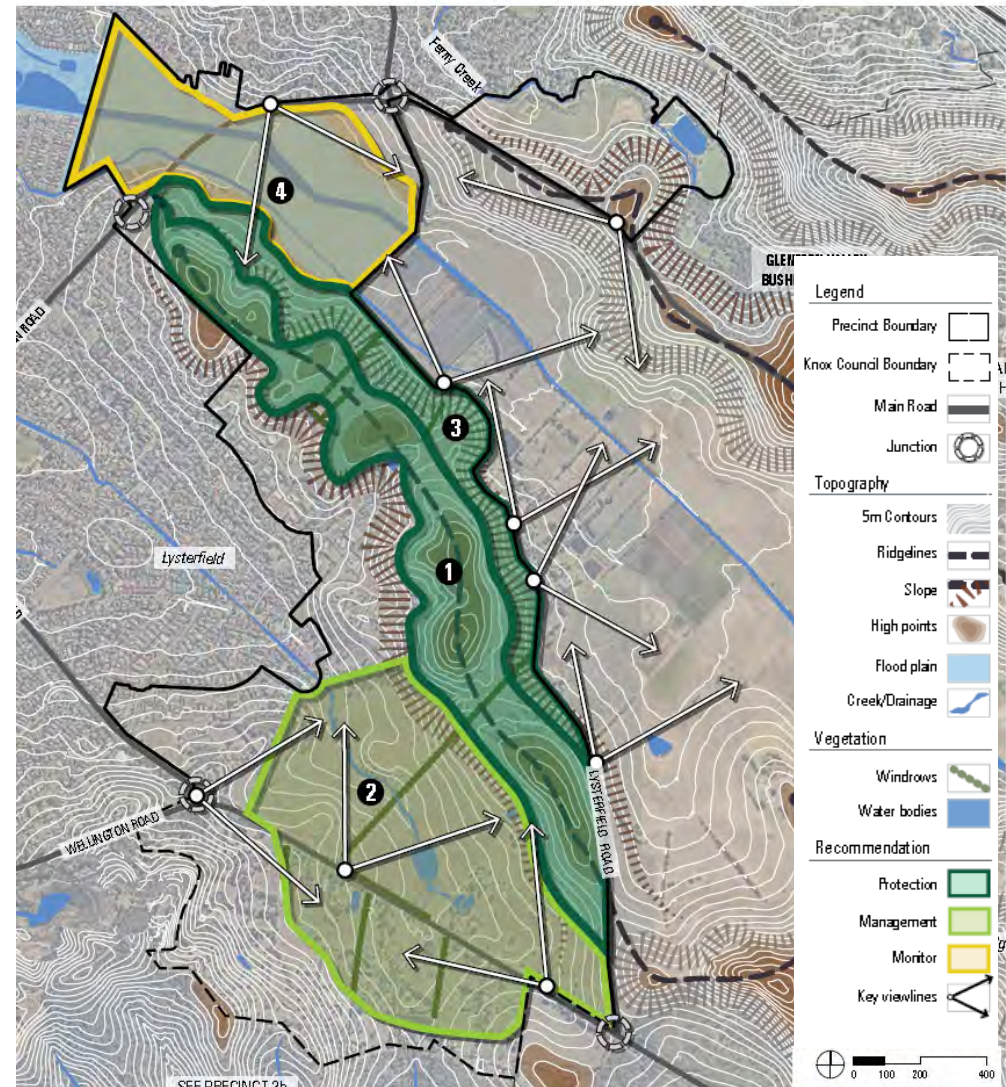 Ferny Creek
4
GLENFERN VALLEY
BUSH
N ROAD
3
Lysterfield
1
2
WELLINGTON ROAD
LYSTERFIELD ROAD
SEE PRECINCT 2b
Legend
Precinct Boundary
Knox Council Boundary
Main Road
Junction
Topography
5m Contours
Ridgelines
Slope
High points
Flood plain
Creek/Drainage
Vegetation
Windrows
Water bodies
Recommendation
Protection
Management
Monitor
Key viewlines
0 100 200 400